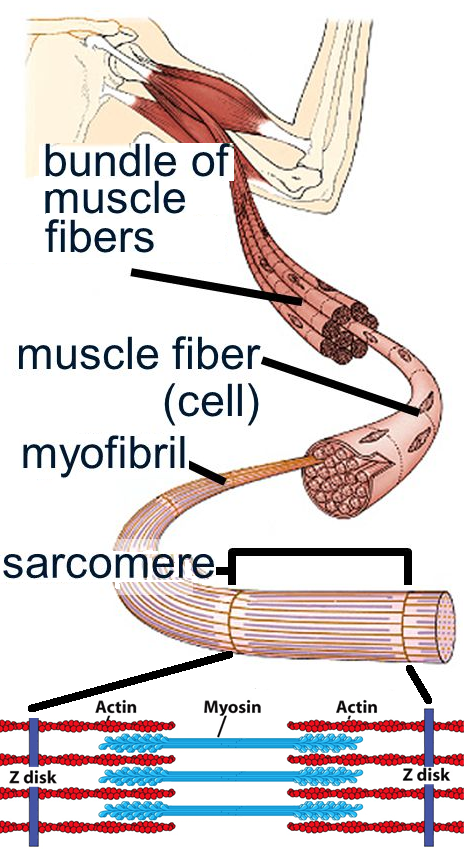 bundle of
muscle
fibers
muscle fiber
(cell)
myofibril
sarcomere
Actin Myosin Actin
Z disk Z disk